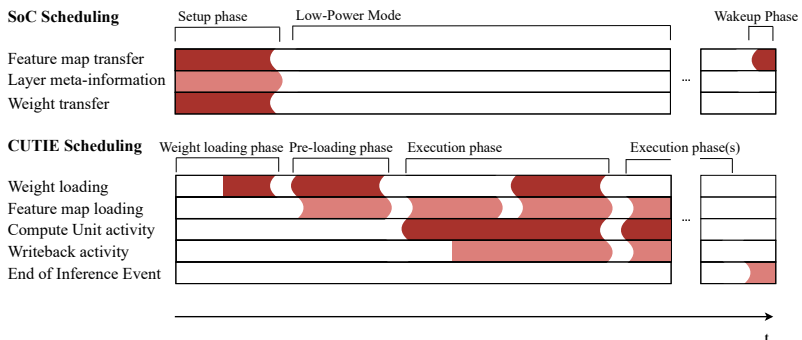 SoC Scheduling
Setup phase
Low-Power Mode
Wakeup Phase
Feature map transfer
Layer meta-information
...
Weight transfer
CUTIE Scheduling
Weight loading phase
Pre-loading phase
Execution phase
Execution phase(s)
Weight loading
Feature map loading
...
Compute Unit activity
Writeback activity
End of Inference Event
t